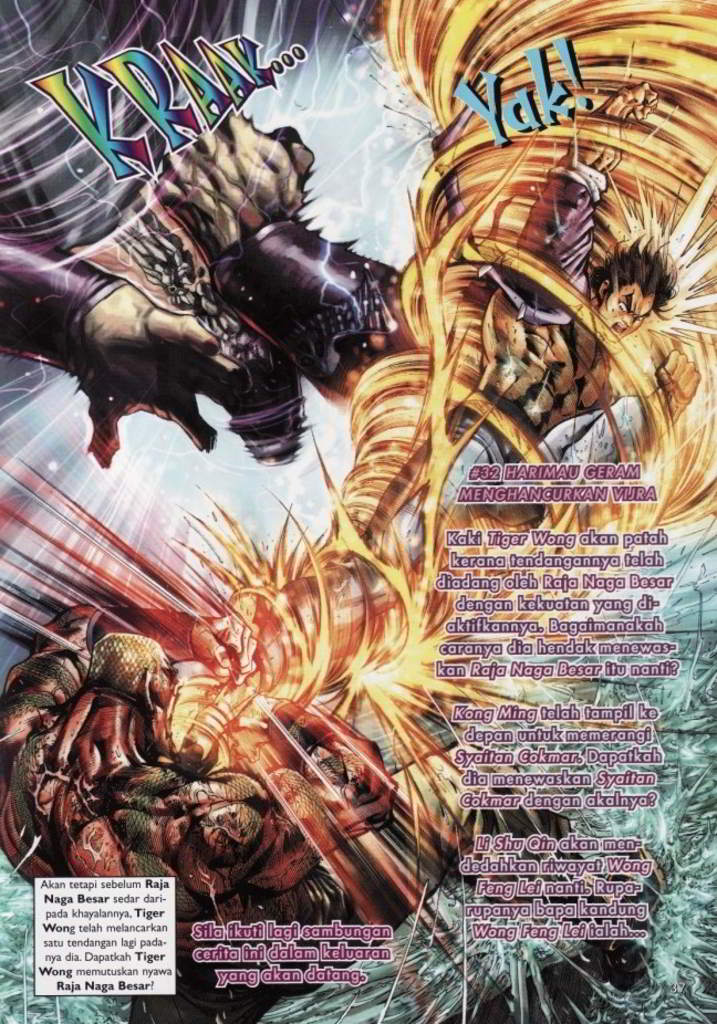 KRAAK...
Yak!
#32 HARIMAU GERAM
MENGHANCURKAN VIJRA
Kaki Tiger Wong akan patah
kerana tendangannya telah
diadang oleh Raja Naga Besar
dengan kekuatan yang di-
aktifkannya. Bagaimanakah
caranya dia hendak menewas-
kan Raja Naga Besar itu nanti?
Kong Ming telah tampil ke
depan untuk memerangi
Syaitan Cokmar. Dapatkah
dia menewaskan Syaitan
Cokmar dengan akalnya?
Li Shu Qin akan men-
dedahkan riwayat Wong
Feng Lei nanti. Rupa-
rupanya bapa kandung
Wong Feng Lei ialah...
Akan tetapi sebelum Raja
Naga Besar sedar dari-
pada khayalannya, Tiger
Wong telah melancarkan
satu tendangan lagi pada-
nya dia. Dapatkah Tiger
Wong memutuskan nyawa
Raja Naga Besar?
Sila ikuti lagi sambungan
cerita ini dalam keluaran
yang akan datang.
37